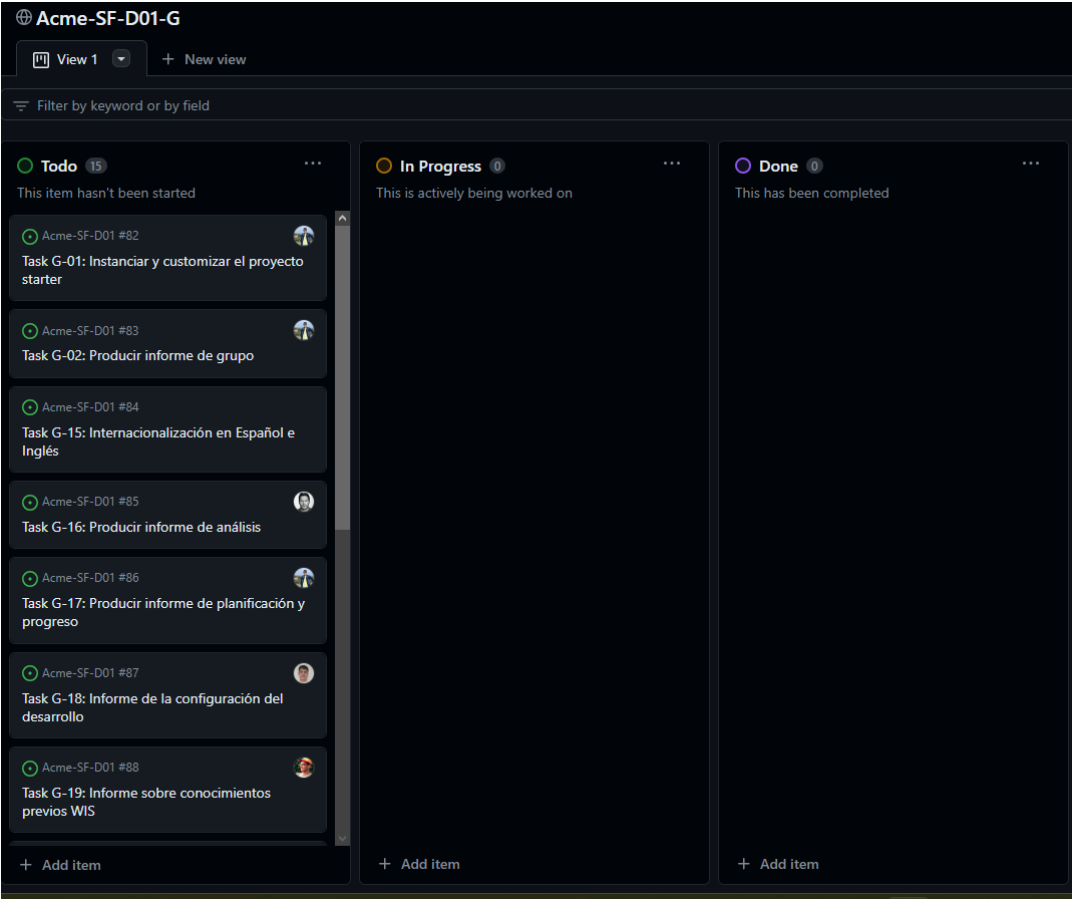 Acme-SF-D01-G
View 1
New view
Filter by keyword or by field
Todo 15
This item hasn't been started
Acme-SF-D01 #82
Task G-01: Instanciar y customizar el proyecto
starter
Acme-SF-D01 #83
Task G-02: Producir informe de grupo
Acme-SF-D01 #84
Task G-15: Internacionalización en Español e
Inglés
Acme-SF-D01 #85
Task G-16: Producir informe de análisis
Acme-SF-D01 #86
Task G-17: Producir informe de planificación y
progreso
Acme-SF-D01 #87
Task G-18: Informe de la configuración del
desarrollo
Acme-SF-D01 #88
Task G-19: Informe sobre conocimientos
previos WIS
+ Add item
In Progress 0
This is actively being worked on
+ Add item
Done 0
This has been completed
+ Add item